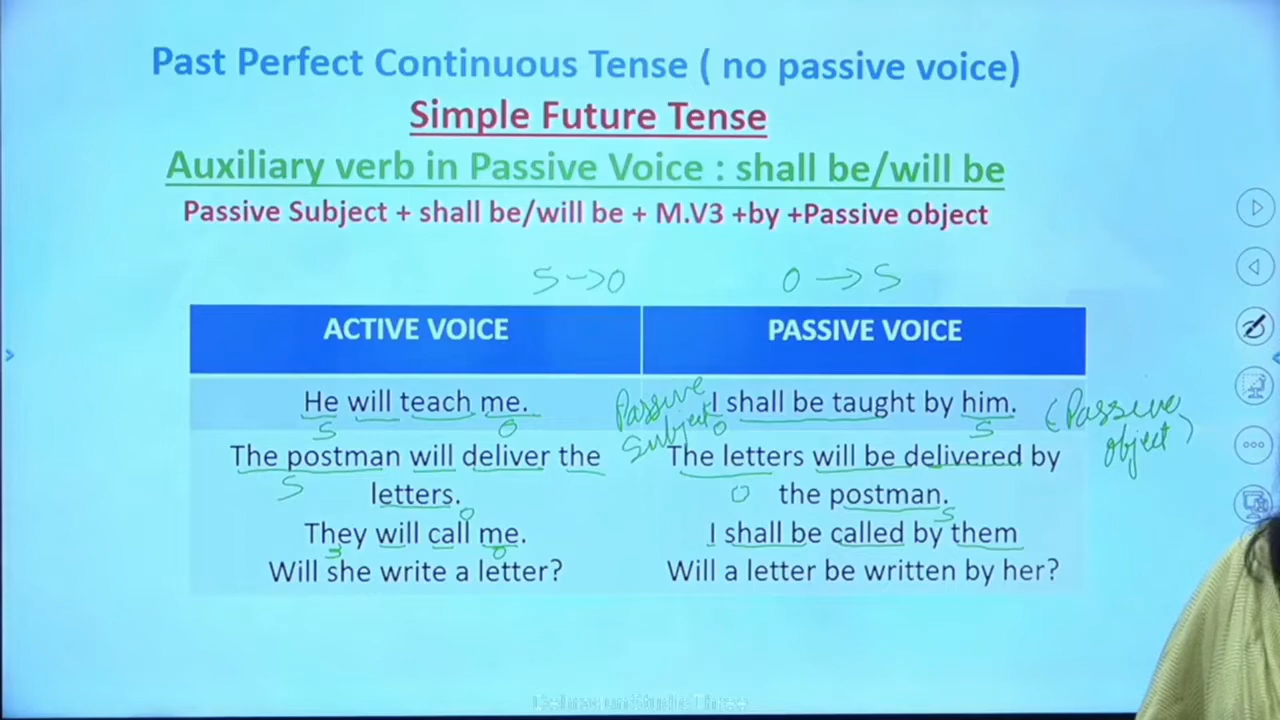 Past Perfect Continuous Tense ( no passive voice)
Simple Future Tense
Auxiliary verb in Passive Voice : shall be/will be
Passive Subject + shall be/will be + M.V3 +by +Passive object
S → O
O → S
ACTIVE VOICE
PASSIVE VOICE
He will teach me.
S
O
Passive
subject
I shall be taught by him.
O
S
(Passive
object)
The postman will deliver the
letters.
S
O
The letters will be delivered by
the postman.
O
S
They will call me.
O
I shall be called by them
Will she write a letter?
Will a letter be written by her?